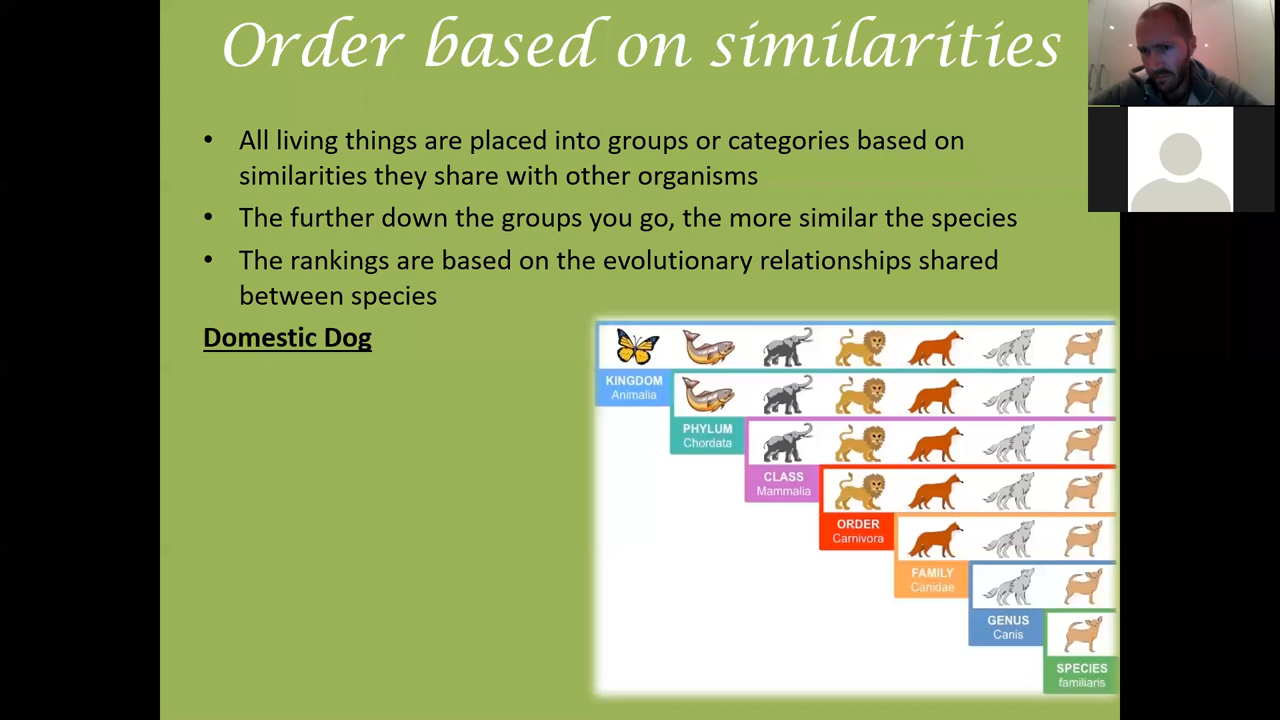 Order based on similarities
• All living things are placed into groups or categories based on
similarities they share with other organisms
• The further down the groups you go, the more similar the species
• The rankings are based on the evolutionary relationships shared
between species
Domestic Dog
KINGDOM
Animalia
PHYLUM
Chordata
CLASS
Mammalia
ORDER
Carnivora
FAMILY
Canidae
GENUS
Canis
SPECIES
familiaris